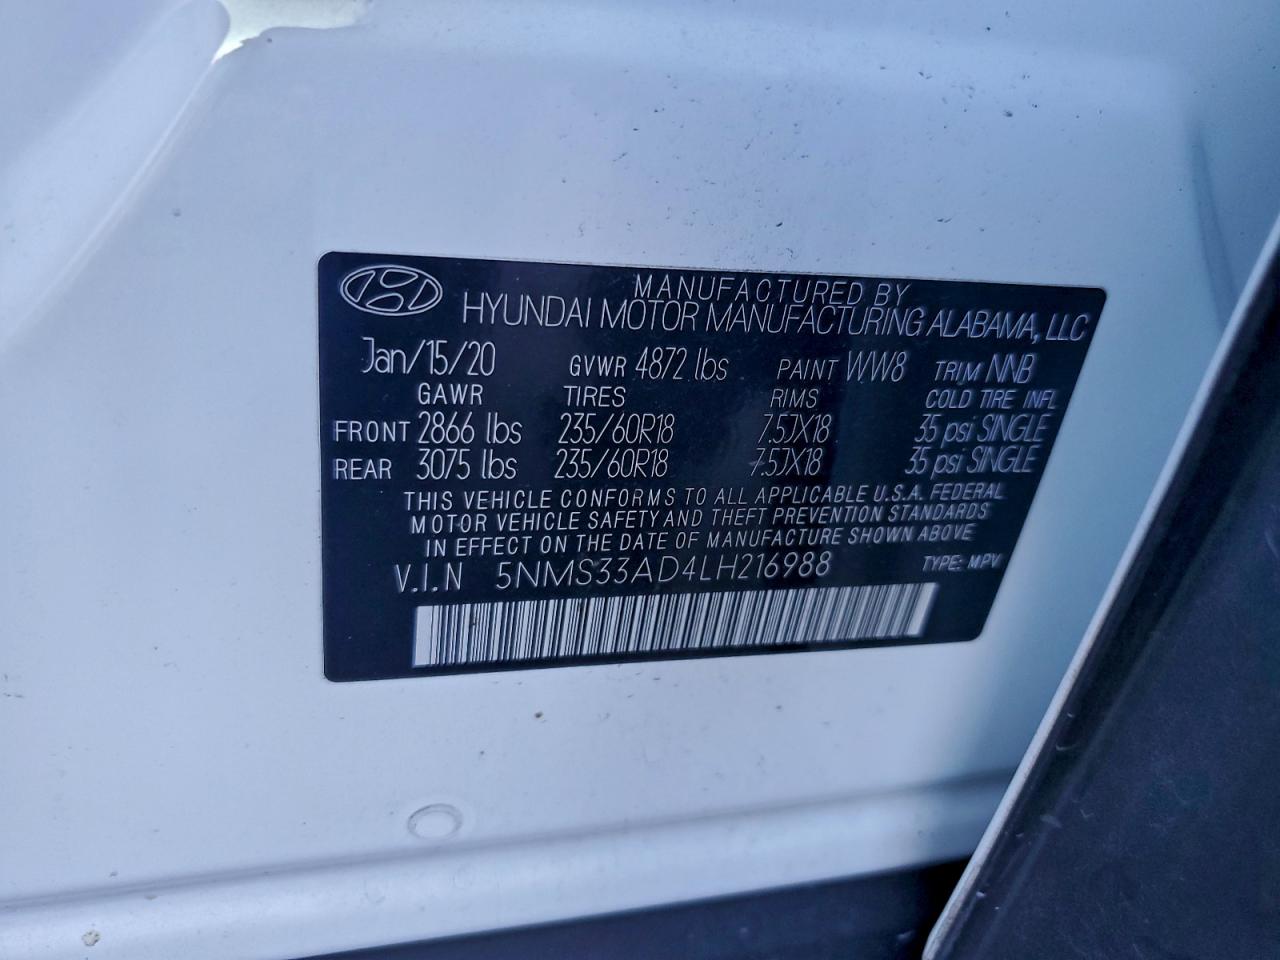 MANUFACTURED BY
HYUNDAI MOTOR MANUFACTURING ALABAMA, LLC
Jan/15/20 GVWR 4872 lbs PAINT WW8 TRIM NNB
GAWR TIRES RIMS COLD TIRE INFL
FRONT 2866 lbs 235/60R18 7.5JX18 35 psi SINGLE
REAR 3075 lbs 235/60R18 7.5JX18 35 psi SINGLE
THIS VEHICLE CONFORMS TO ALL APPLICABLE U.S.A. FEDERAL
MOTOR VEHICLE SAFETY AND THEFT PREVENTION STANDARDS
IN EFFECT ON THE DATE OF MANUFACTURE SHOWN ABOVE
V.I.N 5NMS33AD4LH216988 TYPE: MPV